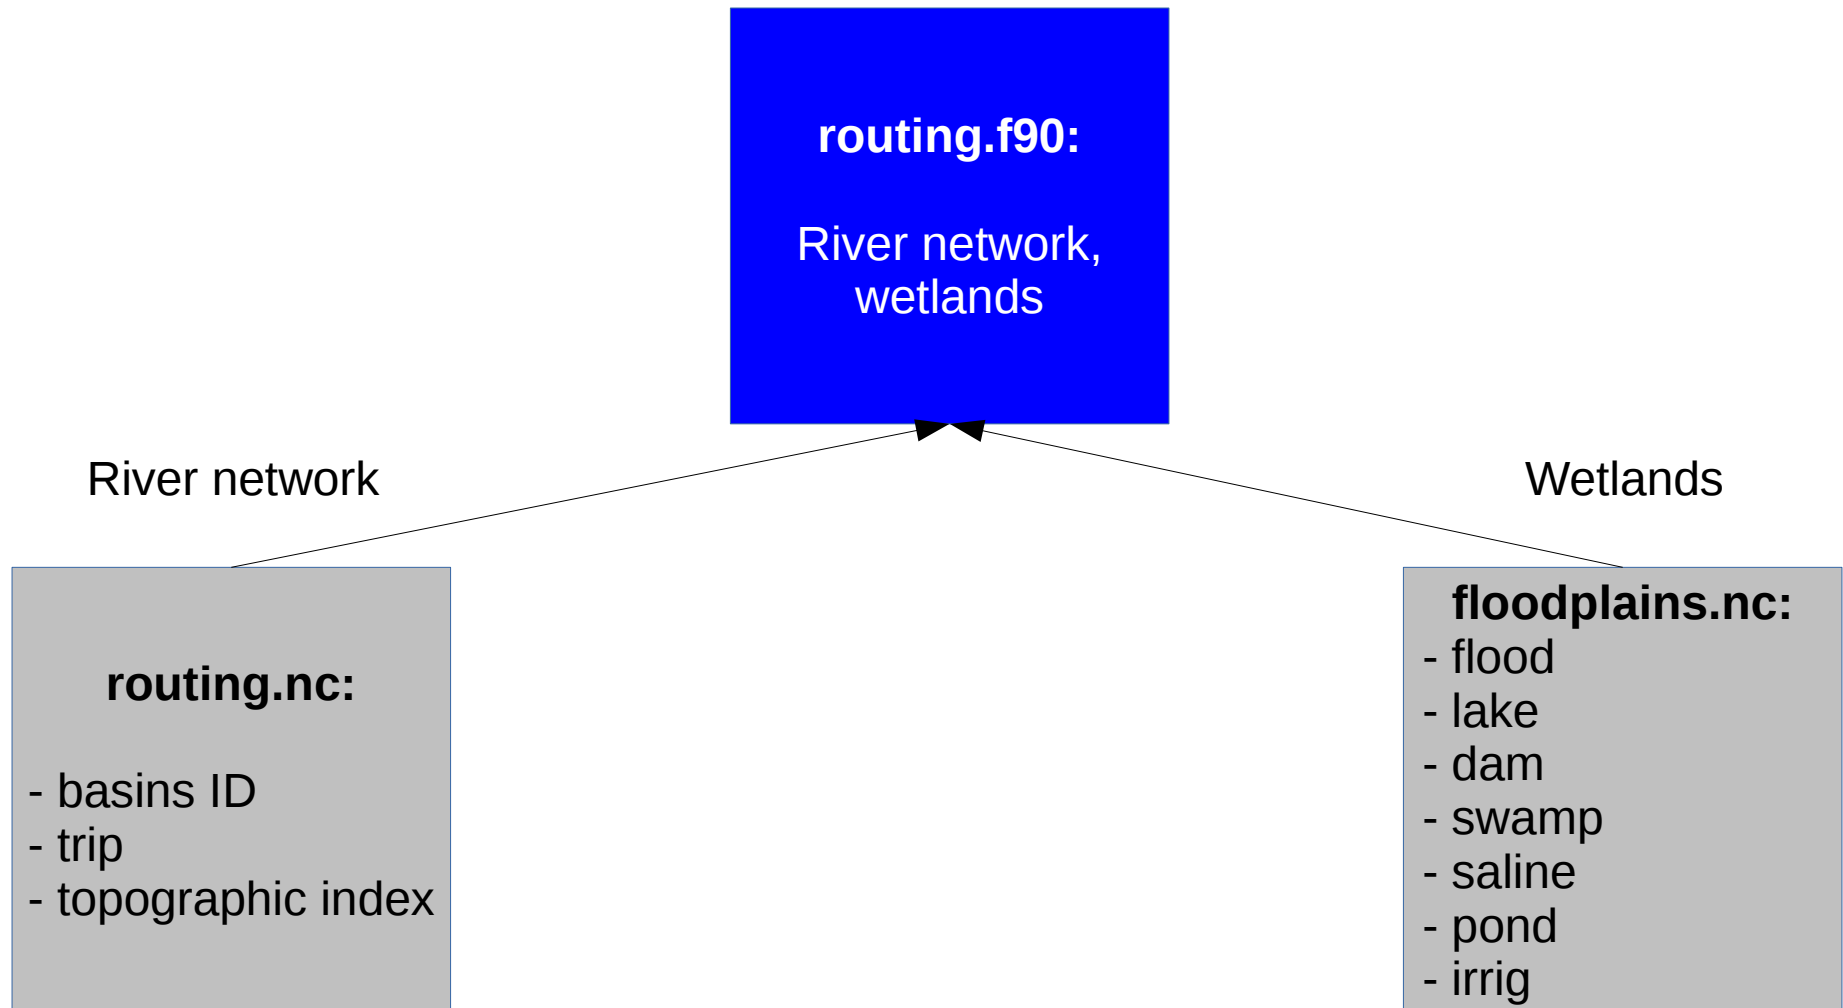 routing.f90:
River network,
wetlands
River network
Wetlands
routing.nc:
- basins ID
- trip
- topographic index
floodplains.nc:
- flood
- lake
- dam
- swamp
- saline
- pond
- irrig